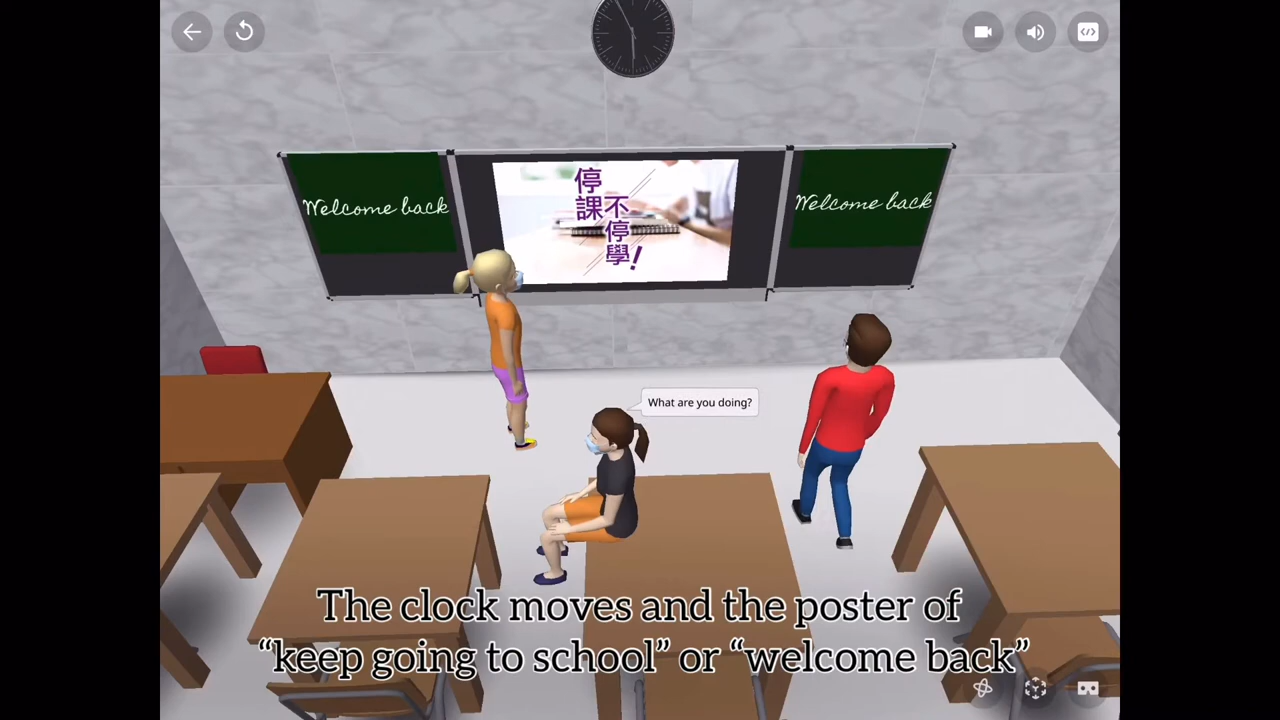 Welcome back
停課
不停學!
Welcome back
What are you doing?
The clock moves and the poster of
“keep going to school” or “welcome back”